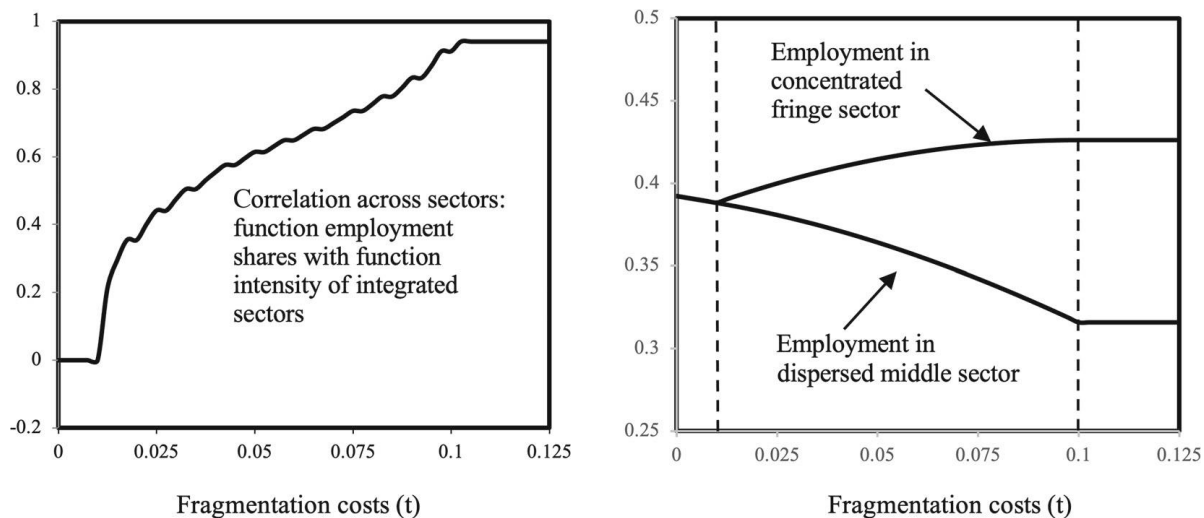 1
0.8
0.6
0.4
0.2
0
-0.2
Correlation across sectors:
function employment
shares with function
intensity of integrated
sectors
0 0.025 0.05 0.075 0.1 0.125
Fragmentation costs (t)
0.5
0.45
0.4
0.35
0.3
0.25
Employment in
concentrated
fringe sector
Employment in
dispersed middle sector
0 0.025 0.05 0.075 0.1 0.125
Fragmentation costs (t)